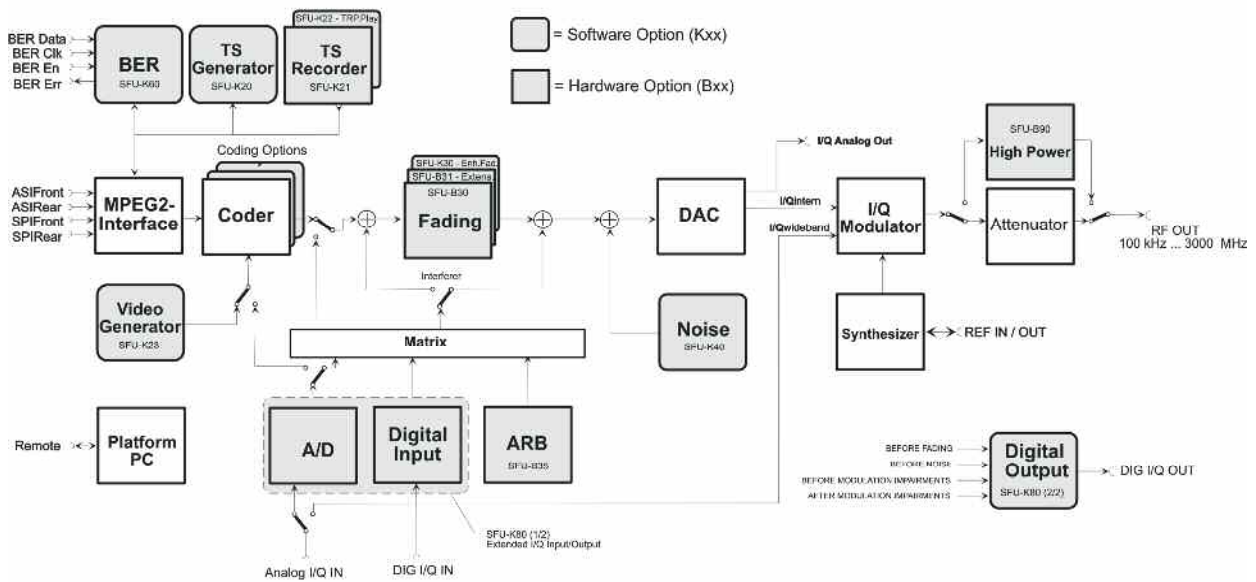 SFU-K22 - TRP.Play
BER Data
BER Clk
BER En
BER Err
BER
SFU-K60
TS
Generator
SFU-K20
TS
Recorder
SFU-K21
= Software Option (Kxx)
= Hardware Option (Bxx)
SFU-B90
High Power
I/Q Analog Out
Coding Options
SFU-K30 - Enh.Fad.
SFU-B31 - Extens
SFU-B30
Fading
ASIFront
ASIRear
SPIFront
SPIRear
MPEG2-
Interface
Coder
DAC
I/Qintern
I/Qwideband
I/Q
Modulator
Attenuator
RF OUT
100 kHz ... 3000 MHz
Interferer
Video
Generator
SFU-K23
Matrix
Noise
SFU-K40
Synthesizer
REF IN / OUT
Remote
Platform
PC
A/D
Digital
Input
ARB
SFU-B35
BEFORE FADING
BEFORE NOISE
BEFORE MODULATION IMPAIRMENTS
AFTER MODULATION IMPAIRMENTS
Digital
Output
SFU-K80 (2/2)
DIG I/Q OUT
SFU-K80 (1/2)
Extended I/Q Input/Output
Analog I/Q IN
DIG I/Q IN